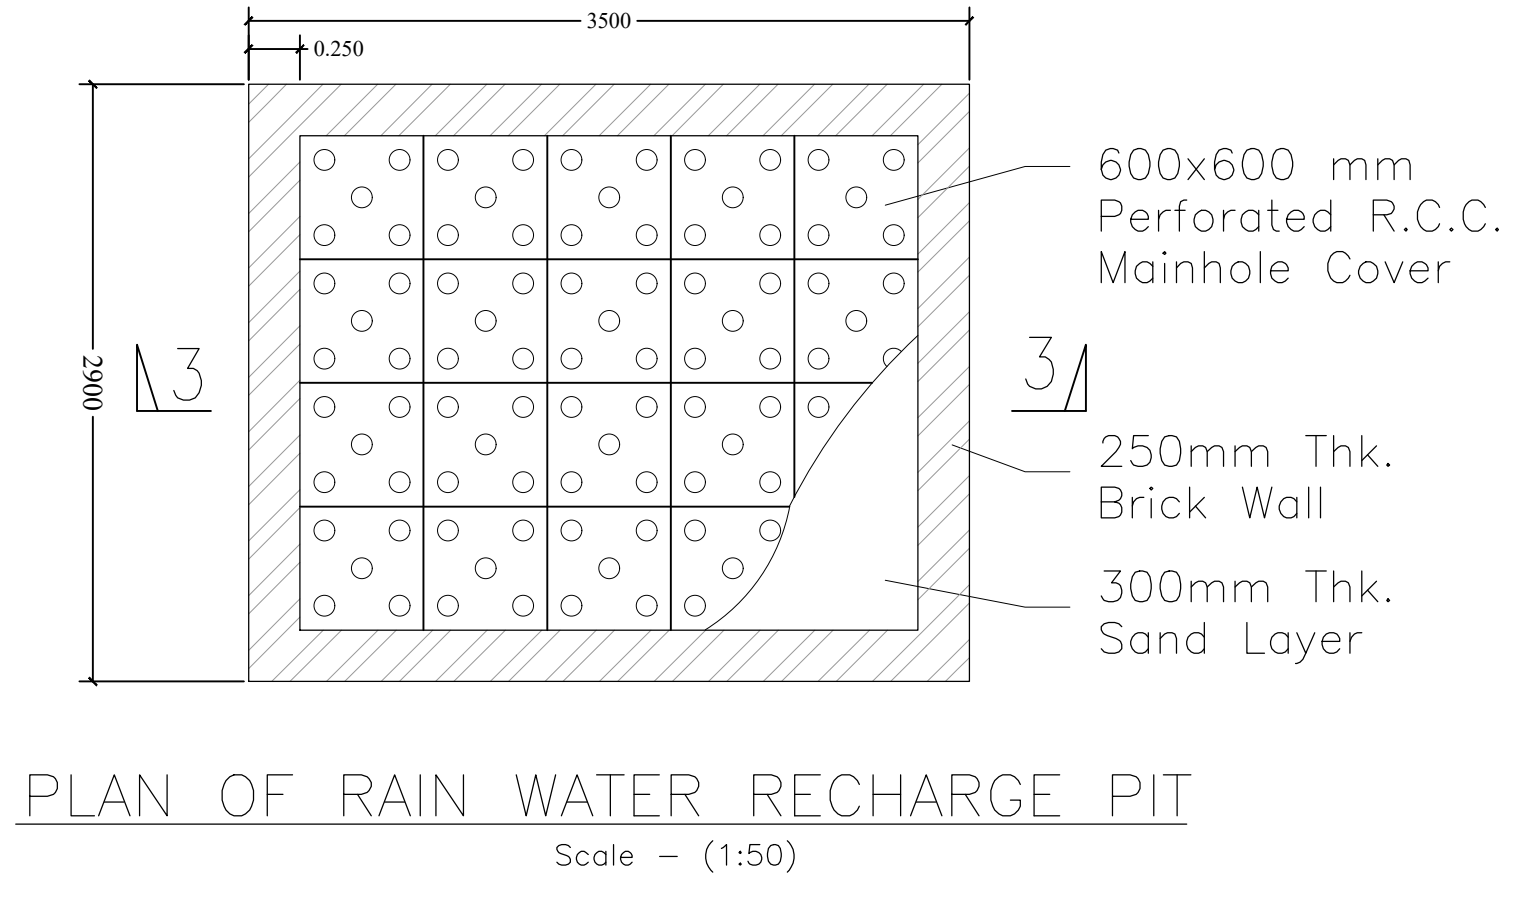 3500
0.250
600x600 mm
Perforated R.C.C.
Mainhole Cover
2900
3
3
250mm Thk.
Brick Wall
300mm Thk.
Sand Layer
PLAN OF RAIN WATER RECHARGE PIT
Scale - (1:50)